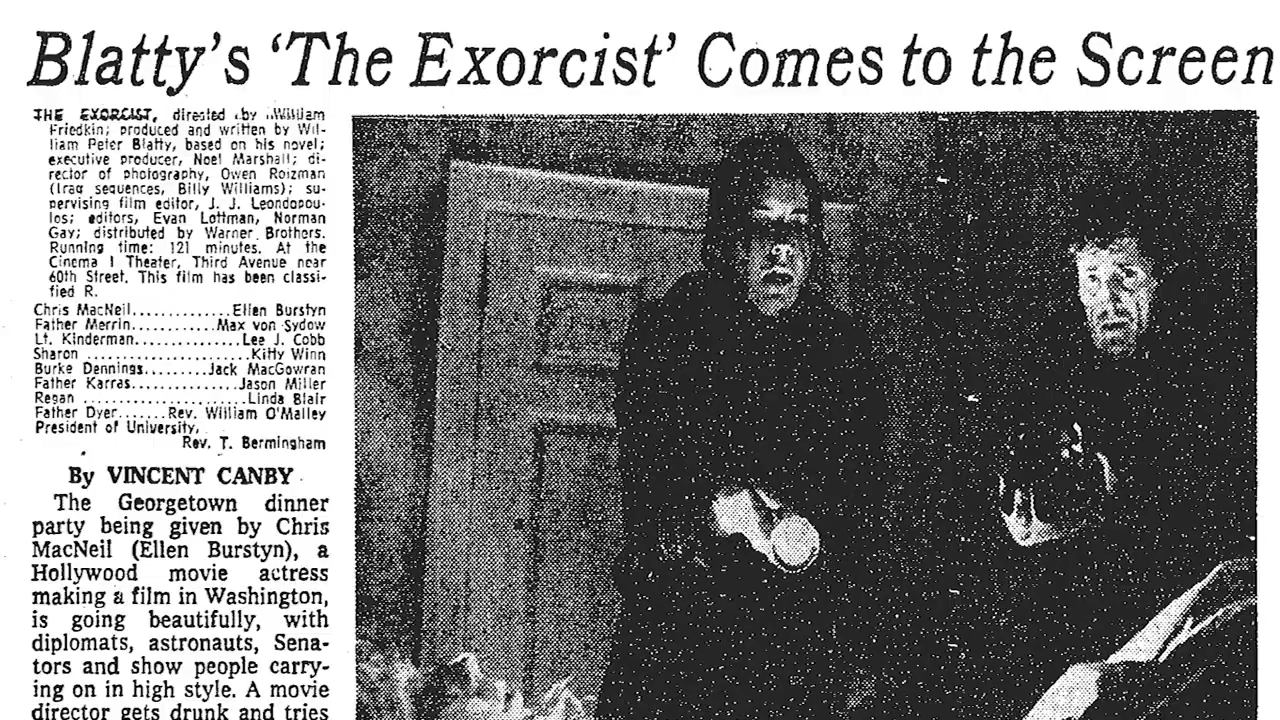 Blatty's 'The Exorcist' Comes to the Screen
THE EXORCIST, directed by William
Friedkin; produced and written by Wil-
liam Peter Blatty, based on his novel;
executive producer, Noel Marshall; di-
rector of photography, Owen Roizman
(Iraq sequences, Billy Williams); su-
pervising film editor, J. J. Leondopou-
los; editors, Evan Lottman, Norman
Gay; distributed by Warner Brothers.
Running time: 121 minutes. At the
Cinema I Theater, Third Avenue near
60th Street. This film has been classi-
fied R.
Chris MacNeil.............Ellen Burstyn
Father Merrin............Max von Sydow
Lt. Kinderman...............Lee J. Cobb
Sharon .......................Kitty Winn
Burke Dennings.........Jack MacGowran
Father Karras...............Jason Miller
Regan .......................Linda Blair
Father Dyer.......Rev. William O'Malley
President of University,
Rev. T. Bermingham
By VINCENT CANBY
The Georgetown dinner
party being given by Chris
MacNeil (Ellen Burstyn), a
Hollywood movie actress
making a film in Washington,
is going beautifully, with
diplomats, astronauts, Sena-
tors and show people carry-
ing on in high style. A movie
director gets drunk and tries